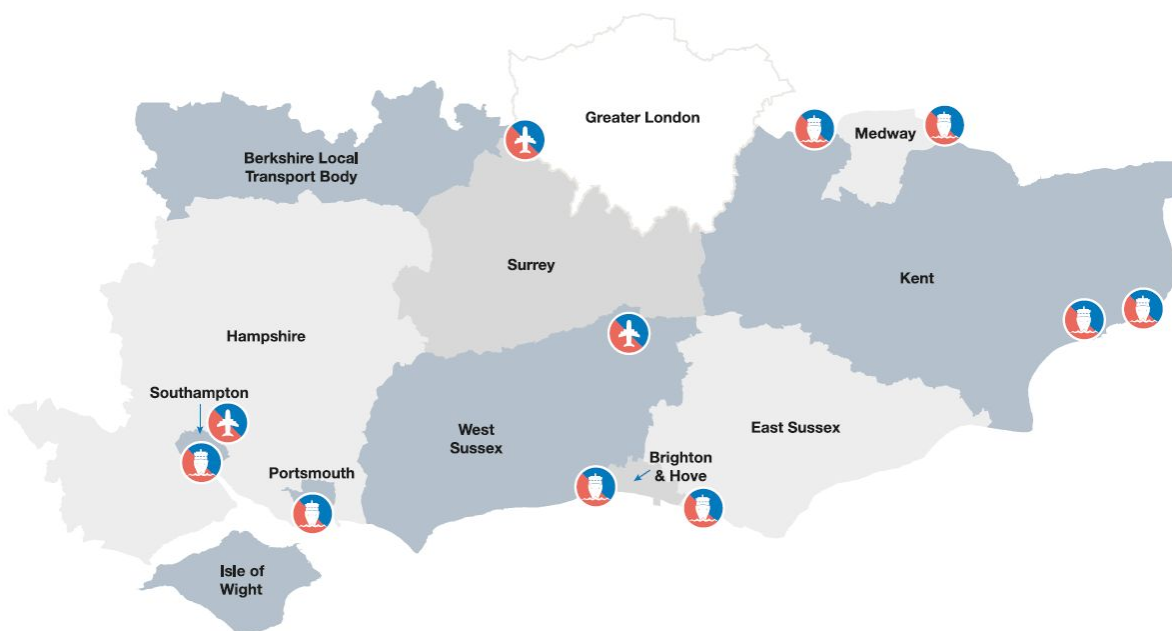 Greater London
Medway
Berkshire Local
Transport Body
Surrey
Kent
Hampshire
Southampton
West
Sussex
East Sussex
Brighton
& Hove
Portsmouth
Isle of
Wight